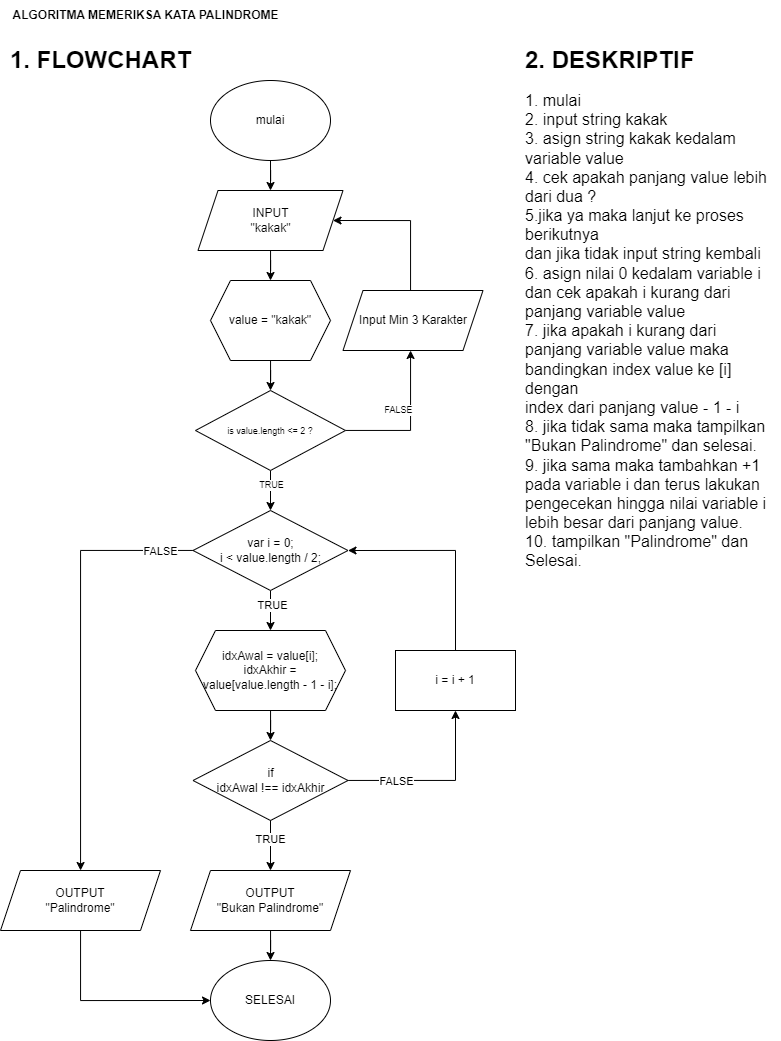 ALGORITMA MEMERIKSA KATA PALINDROME
1. FLOWCHART
mulai
INPUT
"kakak"
value = "kakak"
Input Min 3 Karakter
is value.length <= 2 ?
FALSE
TRUE
var i = 0;
i < value.length / 2;
FALSE
TRUE
idxAwal = value[i];
idxAkhir =
value[value.length - 1 - i];
i = i + 1
if
idxAwal !== idxAkhir
FALSE
TRUE
OUTPUT
"Palindrome"
OUTPUT
"Bukan Palindrome"
SELESAI
2. DESKRIPTIF
1. mulai
2. input string kakak
3. asign string kakak kedalam
variable value
4. cek apakah panjang value lebih
dari dua ?
5.jika ya maka lanjut ke proses
berikutnya
dan jika tidak input string kembali
6. asign nilai 0 kedalam variable i
dan cek apakah i kurang dari
panjang variable value
7. jika apakah i kurang dari
panjang variable value maka
bandingkan index value ke [i]
dengan
index dari panjang value - 1 - i
8. jika tidak sama maka tampilkan
"Bukan Palindrome" dan selesai.
9. jika sama maka tambahkan +1
pada variable i dan terus lakukan
pengecekan hingga nilai variable i
lebih besar dari panjang value.
10. tampilkan "Palindrome" dan
Selesai.